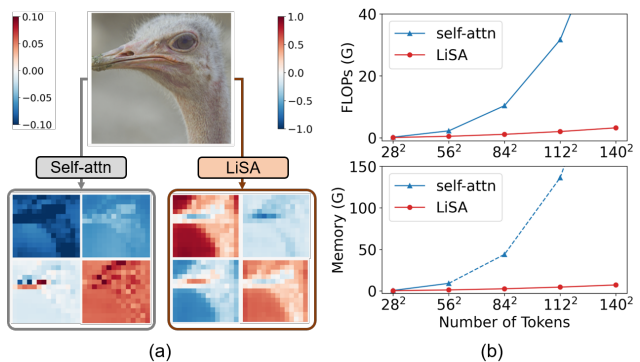 0.10
0.05
0.00
−0.05
−0.10
1.0
0.5
0.0
−0.5
−1.0
Self-attn
LiSA
(a)
FLOPs (G)
40
20
0
self-attn
LiSA
28² 56² 84² 112² 140²
Memory (G)
150
100
50
0
self-attn
LiSA
28² 56² 84² 112² 140²
Number of Tokens
(b)